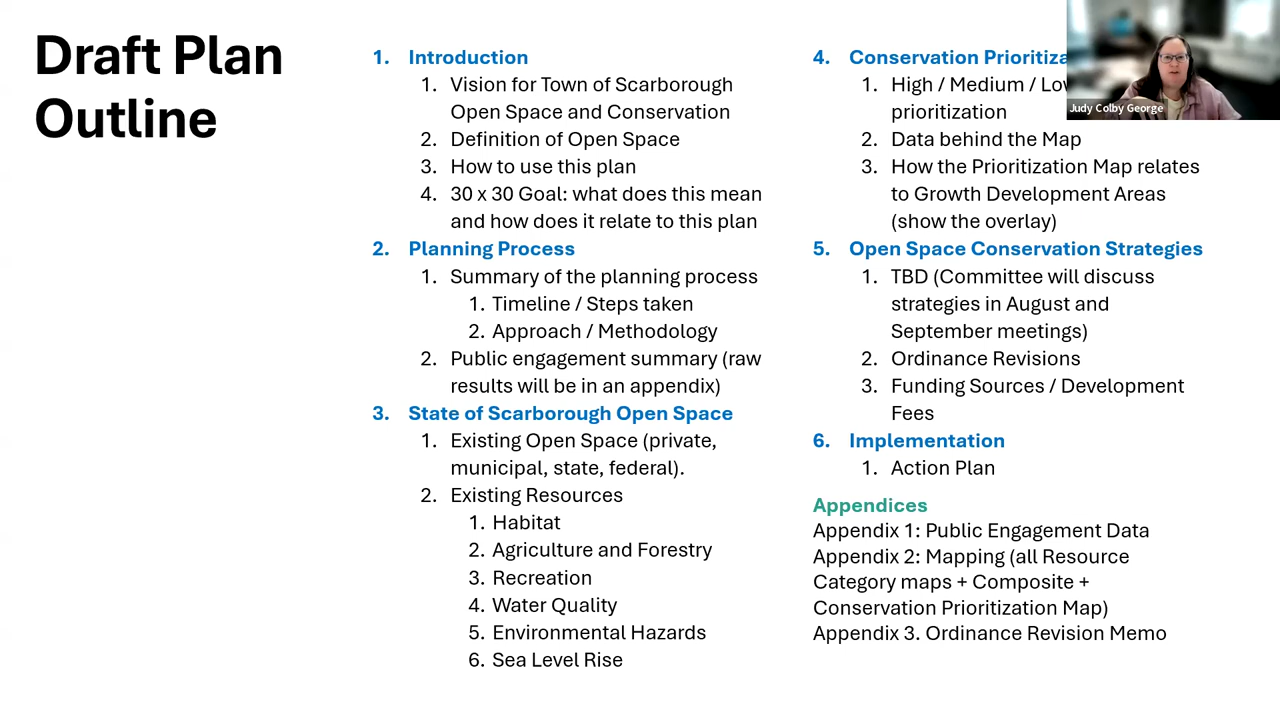 Draft Plan
Outline
1. Introduction
1. Vision for Town of Scarborough
Open Space and Conservation
2. Definition of Open Space
3. How to use this plan
4. 30 x 30 Goal: what does this mean
and how does it relate to this plan
2. Planning Process
1. Summary of the planning process
1. Timeline / Steps taken
2. Approach / Methodology
2. Public engagement summary (raw
results will be in an appendix)
3. State of Scarborough Open Space
1. Existing Open Space (private,
municipal, state, federal).
2. Existing Resources
1. Habitat
2. Agriculture and Forestry
3. Recreation
4. Water Quality
5. Environmental Hazards
6. Sea Level Rise
4. Conservation
1. High / Medium /
prioritization
2. Data behind the Map
3. How the Prioritization Map relates
to Growth Development Areas
(show the overlay)
5. Open Space Conservation Strategies
1. TBD (Committee will discuss
strategies in August and
September meetings)
2. Ordinance Revisions
3. Funding Sources / Development
Fees
6. Implementation
1. Action Plan
Appendices
Appendix 1: Public Engagement Data
Appendix 2: Mapping (all Resource
Category maps + Composite +
Conservation Prioritization Map)
Appendix 3. Ordinance Revision Memo
Judy Colby George